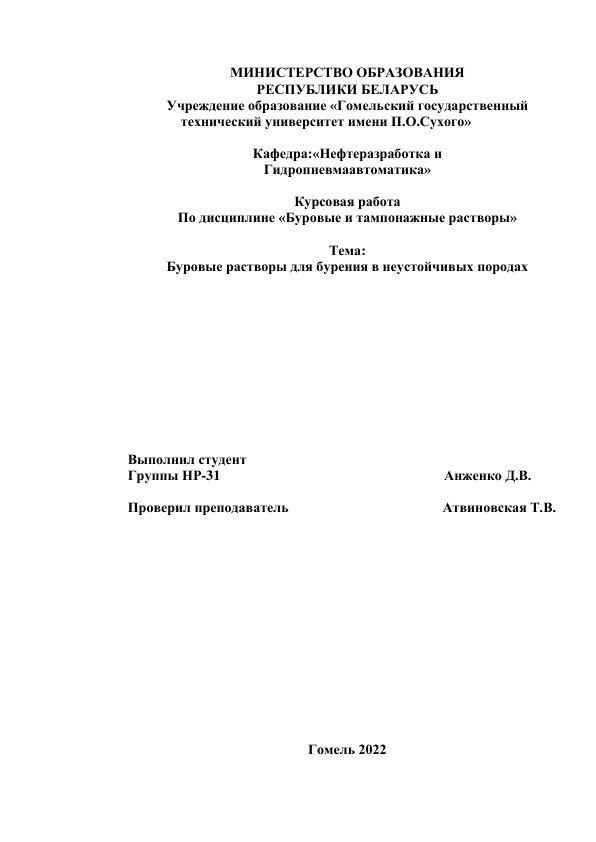 МИНИСТЕРСТВО ОБРАЗОВАНИЯ
РЕСПУБЛИКИ БЕЛАРУСЬ
Учреждение образование «Гомельский государственный
технический университет имени П.О.Сухого»
Кафедра:«Нефтеразработка и
Гидропневмаавтоматика»
Курсовая работа
По дисциплине «Буровые и тампонажные растворы»
Тема:
Буровые растворы для бурения в неустойчивых породах
Выполнил студент
Группы НР-31 Анженко Д.В.
Проверил преподаватель Атвиновская Т.В.
Гомель 2022